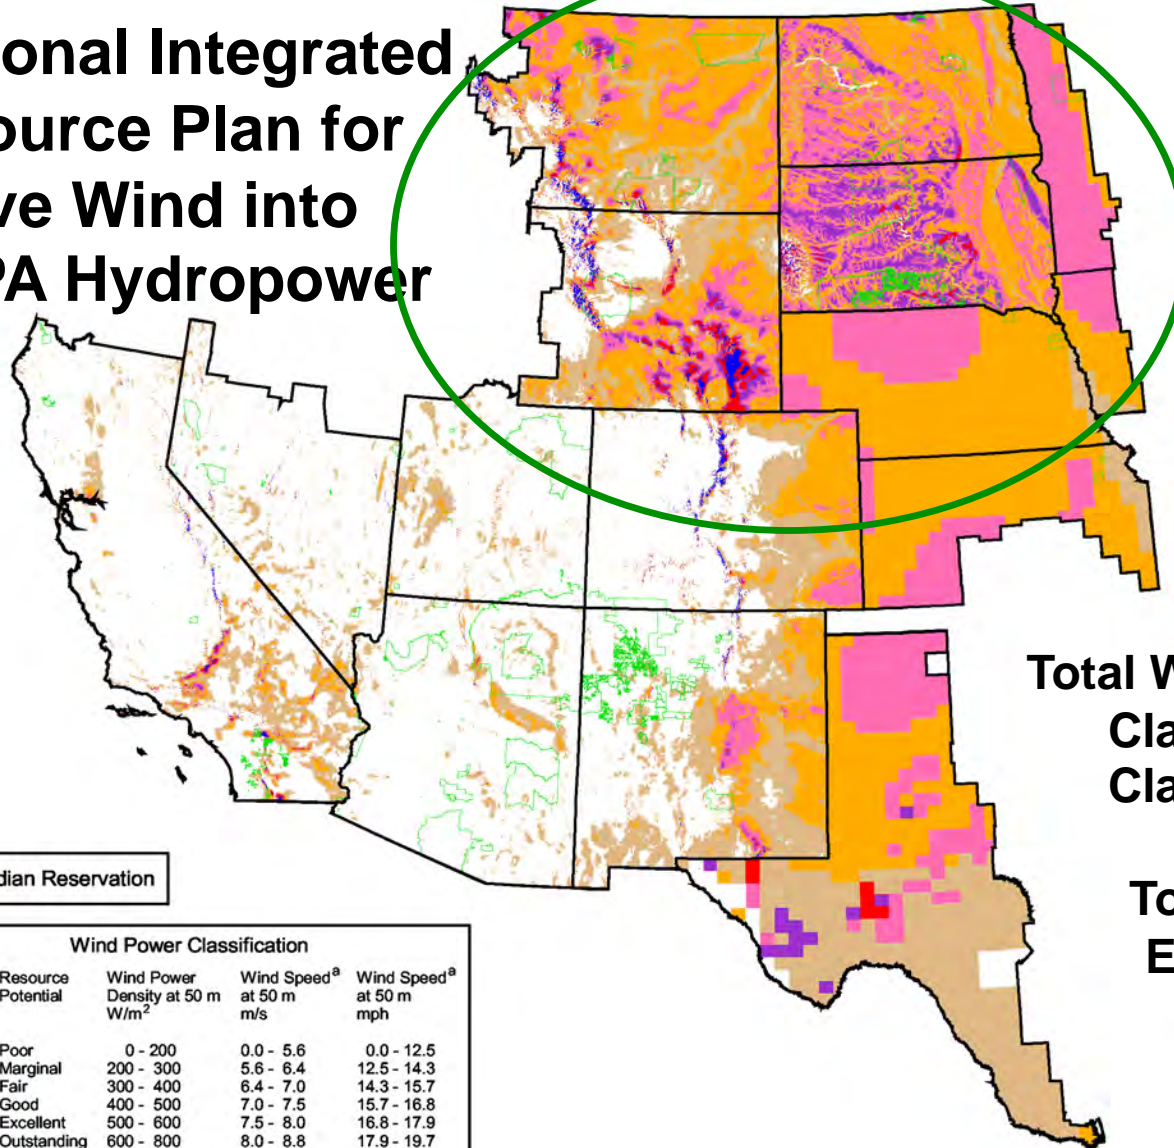 onal Integrated
ource Plan for
ve Wind into
PA Hydropower
Total W
Cla
Cla
To
E
dian Reservation
Wind Power Classification
Resource Potential Wind Power Density at 50 m W/m2 Wind Speed a at 50 m m/s Wind Speed a at 50 m mph
Poor 0 - 200 0.0 - 5.6 0.0 - 12.5
Marginal 200 - 300 5.6 - 6.4 12.5 - 14.3
Fair 300 - 400 6.4 - 7.0 14.3 - 15.7
Good 400 - 500 7.0 - 7.5 15.7 - 16.8
Excellent 500 - 600 7.5 - 8.0 16.8 - 17.9
Outstanding 600 - 800 8.0 - 8.8 17.9 - 19.7